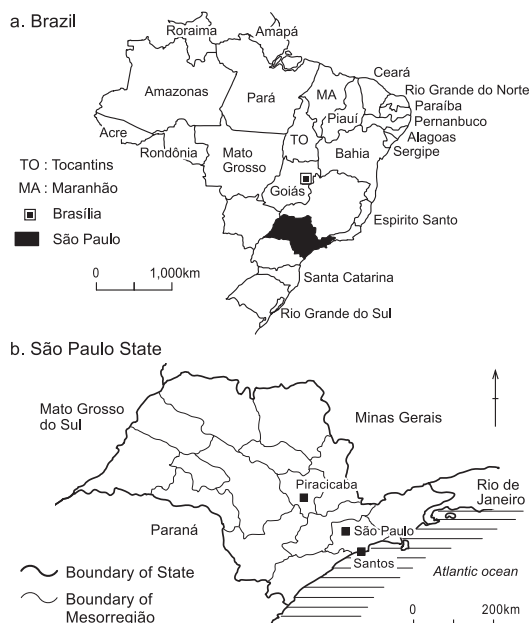 a. Brazil
Roraima
Amapá
Ceará
Rio Grande do Norte
Paraíba
Pernambuco
Alagoas
Sergipe
Amazonas
Pará
MA
Piauí
Acre
Rondônia
TO
Mato
Grosso
Bahia
Goiás
TO : Tocantins
MA : Maranhão
Brasília
São Paulo
Espirito Santo
0 1,000km
Santa Catarina
Rio Grande do Sul
b. São Paulo State
Mato Grosso
do Sul
Minas Gerais
Piracicaba
Rio de
Janeiro
Paraná
São Paulo
Santos
Boundary of State
Boundary of
Mesorregião
Atlantic ocean
0 200km